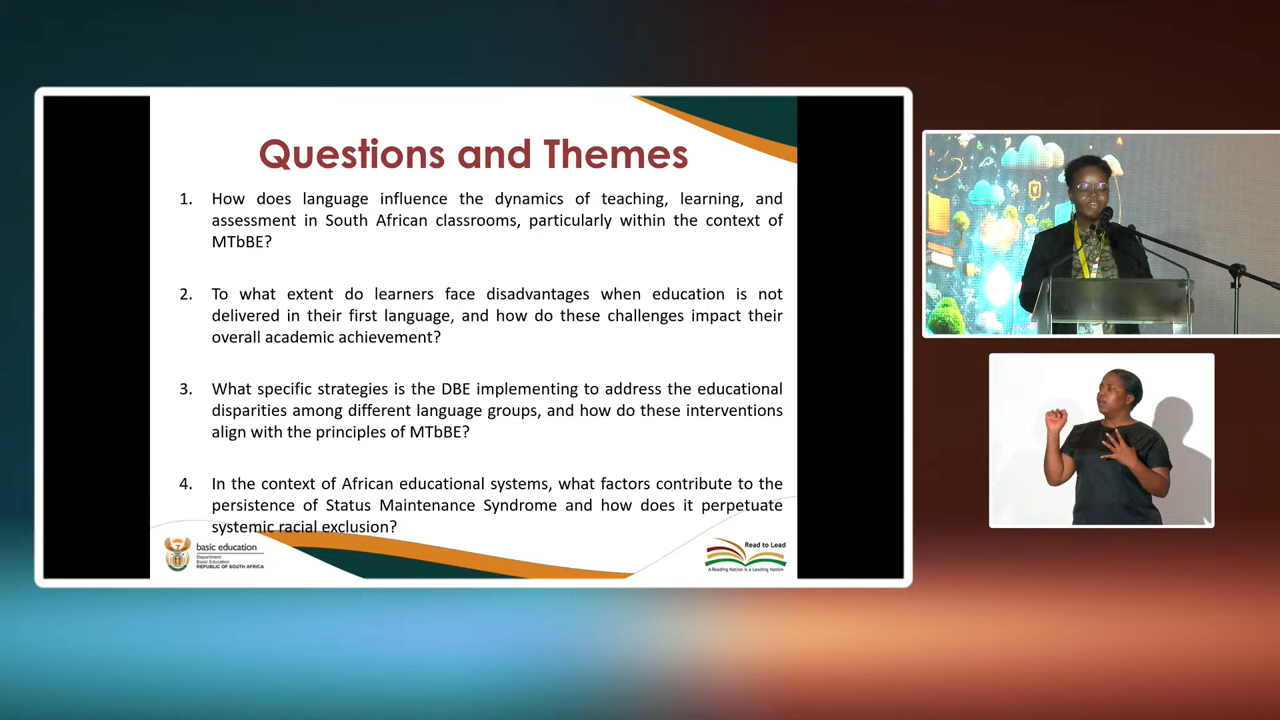 Questions and Themes
1. How does language influence the dynamics of teaching, learning, and
assessment in South African classrooms, particularly within the context of
MTbBE?
2. To what extent do learners face disadvantages when education is not
delivered in their first language, and how do these challenges impact their
overall academic achievement?
3. What specific strategies is the DBE implementing to address the educational
disparities among different language groups, and how do these interventions
align with the principles of MTbBE?
4. In the context of African educational systems, what factors contribute to the
persistence of Status Maintenance Syndrome and how does it perpetuate
systemic racial exclusion?
basic education
Department:
Basic Education
REPUBLIC OF SOUTH AFRICA
Read to Lead
A Reading Nation is a Leading Nation